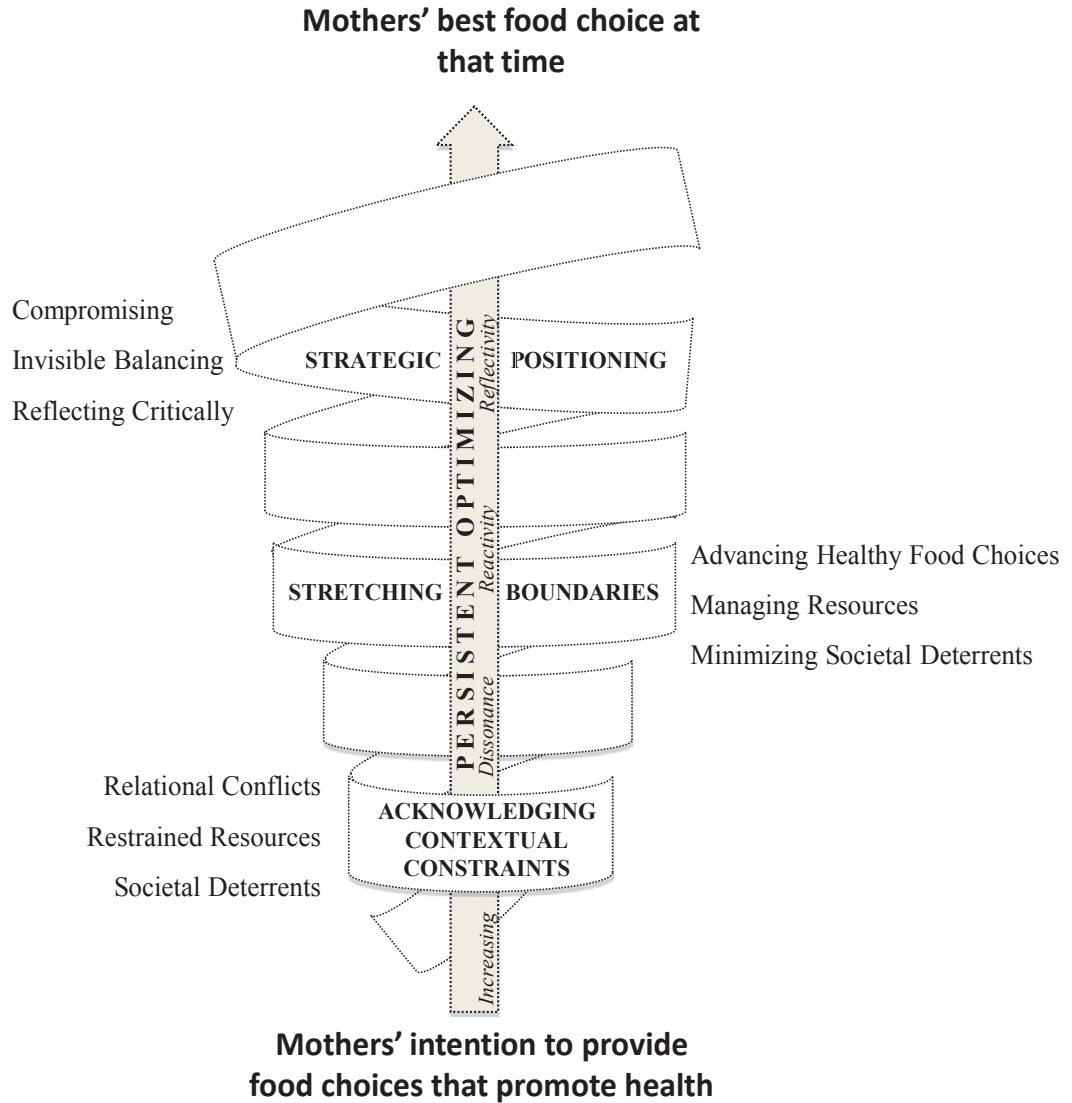 Mothers’ best food choice at
that time
Compromising
Invisible Balancing
Reflecting Critically
STRATEGIC POSITIONING
PERSISTENT OPTIMIZING
Reflectivity
Reactivity
Dissonance
Increasing
STRETCHING BOUNDARIES
Advancing Healthy Food Choices
Managing Resources
Minimizing Societal Deterrents
Relational Conflicts
Restrained Resources
Societal Deterrents
ACKNOWLEDGING
CONTEXTUAL
CONSTRAINTS
Mothers’ intention to provide
food choices that promote health